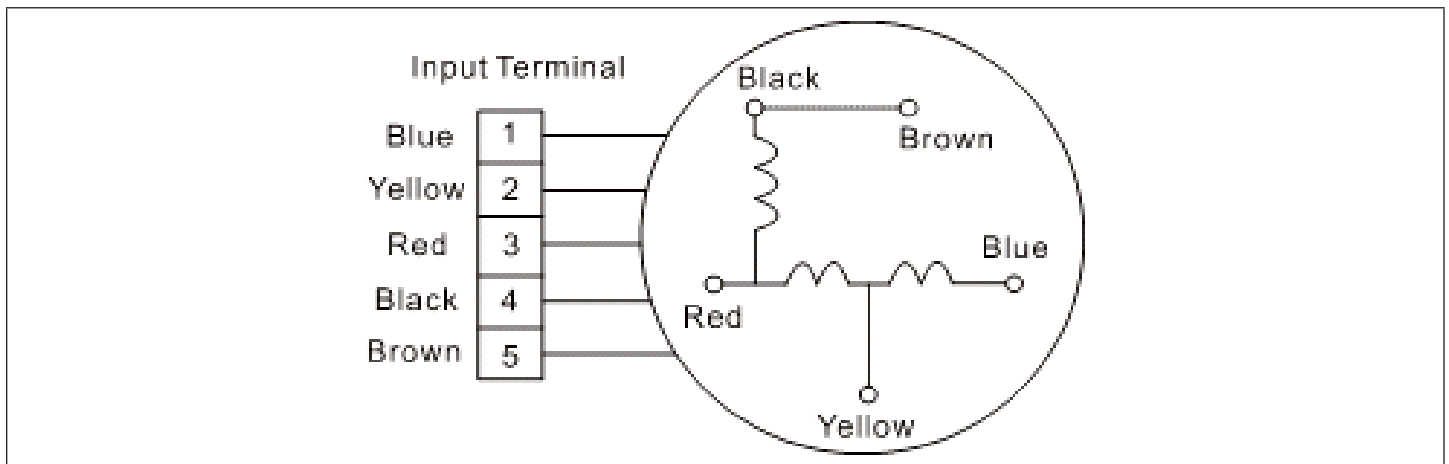 Input Terminal
Blue 1
Yellow 2
Red 3
Black 4
Brown 5
Black
Brown
Blue
Red
Yellow